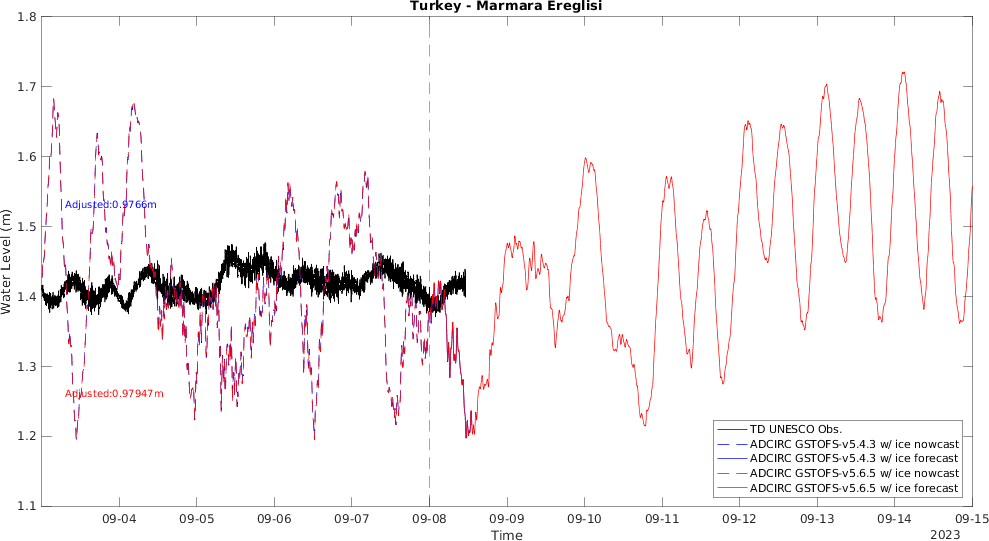 Turkey - Marmara Ereglisi
1.8
1.7
1.6
1.5
1.4
1.3
1.2
1.1
Water Level (m)
Adjusted:0.9766m
Adjusted:0.97947m
TD UNESCO Obs.
ADCIRC GSTOFS-v5.4.3 w/ ice nowcast
ADCIRC GSTOFS-v5.4.3 w/ ice forecast
ADCIRC GSTOFS-v5.6.5 w/ ice nowcast
ADCIRC GSTOFS-v5.6.5 w/ ice forecast
09-04 09-05 09-06 09-07 09-08 09-09 09-10 09-11 09-12 09-13 09-14 09-15
Time
2023